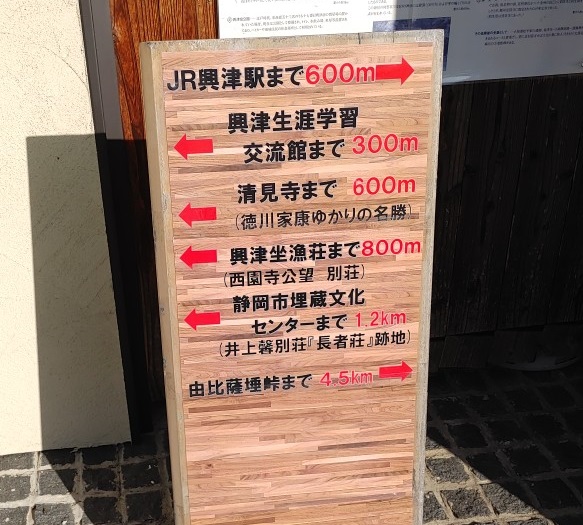 JR興津駅まで600m→
興津生涯学習
← 交流館まで 300m
清見寺まで 600m
← (徳川家康ゆかりの名勝)
← 興津坐漁荘まで800m
(西園寺公望 別荘)
静岡市埋蔵文化
← センターまで 1.2km
(井上馨別荘『長者荘』跡地)
由比薩埵峠まで 4.5km →